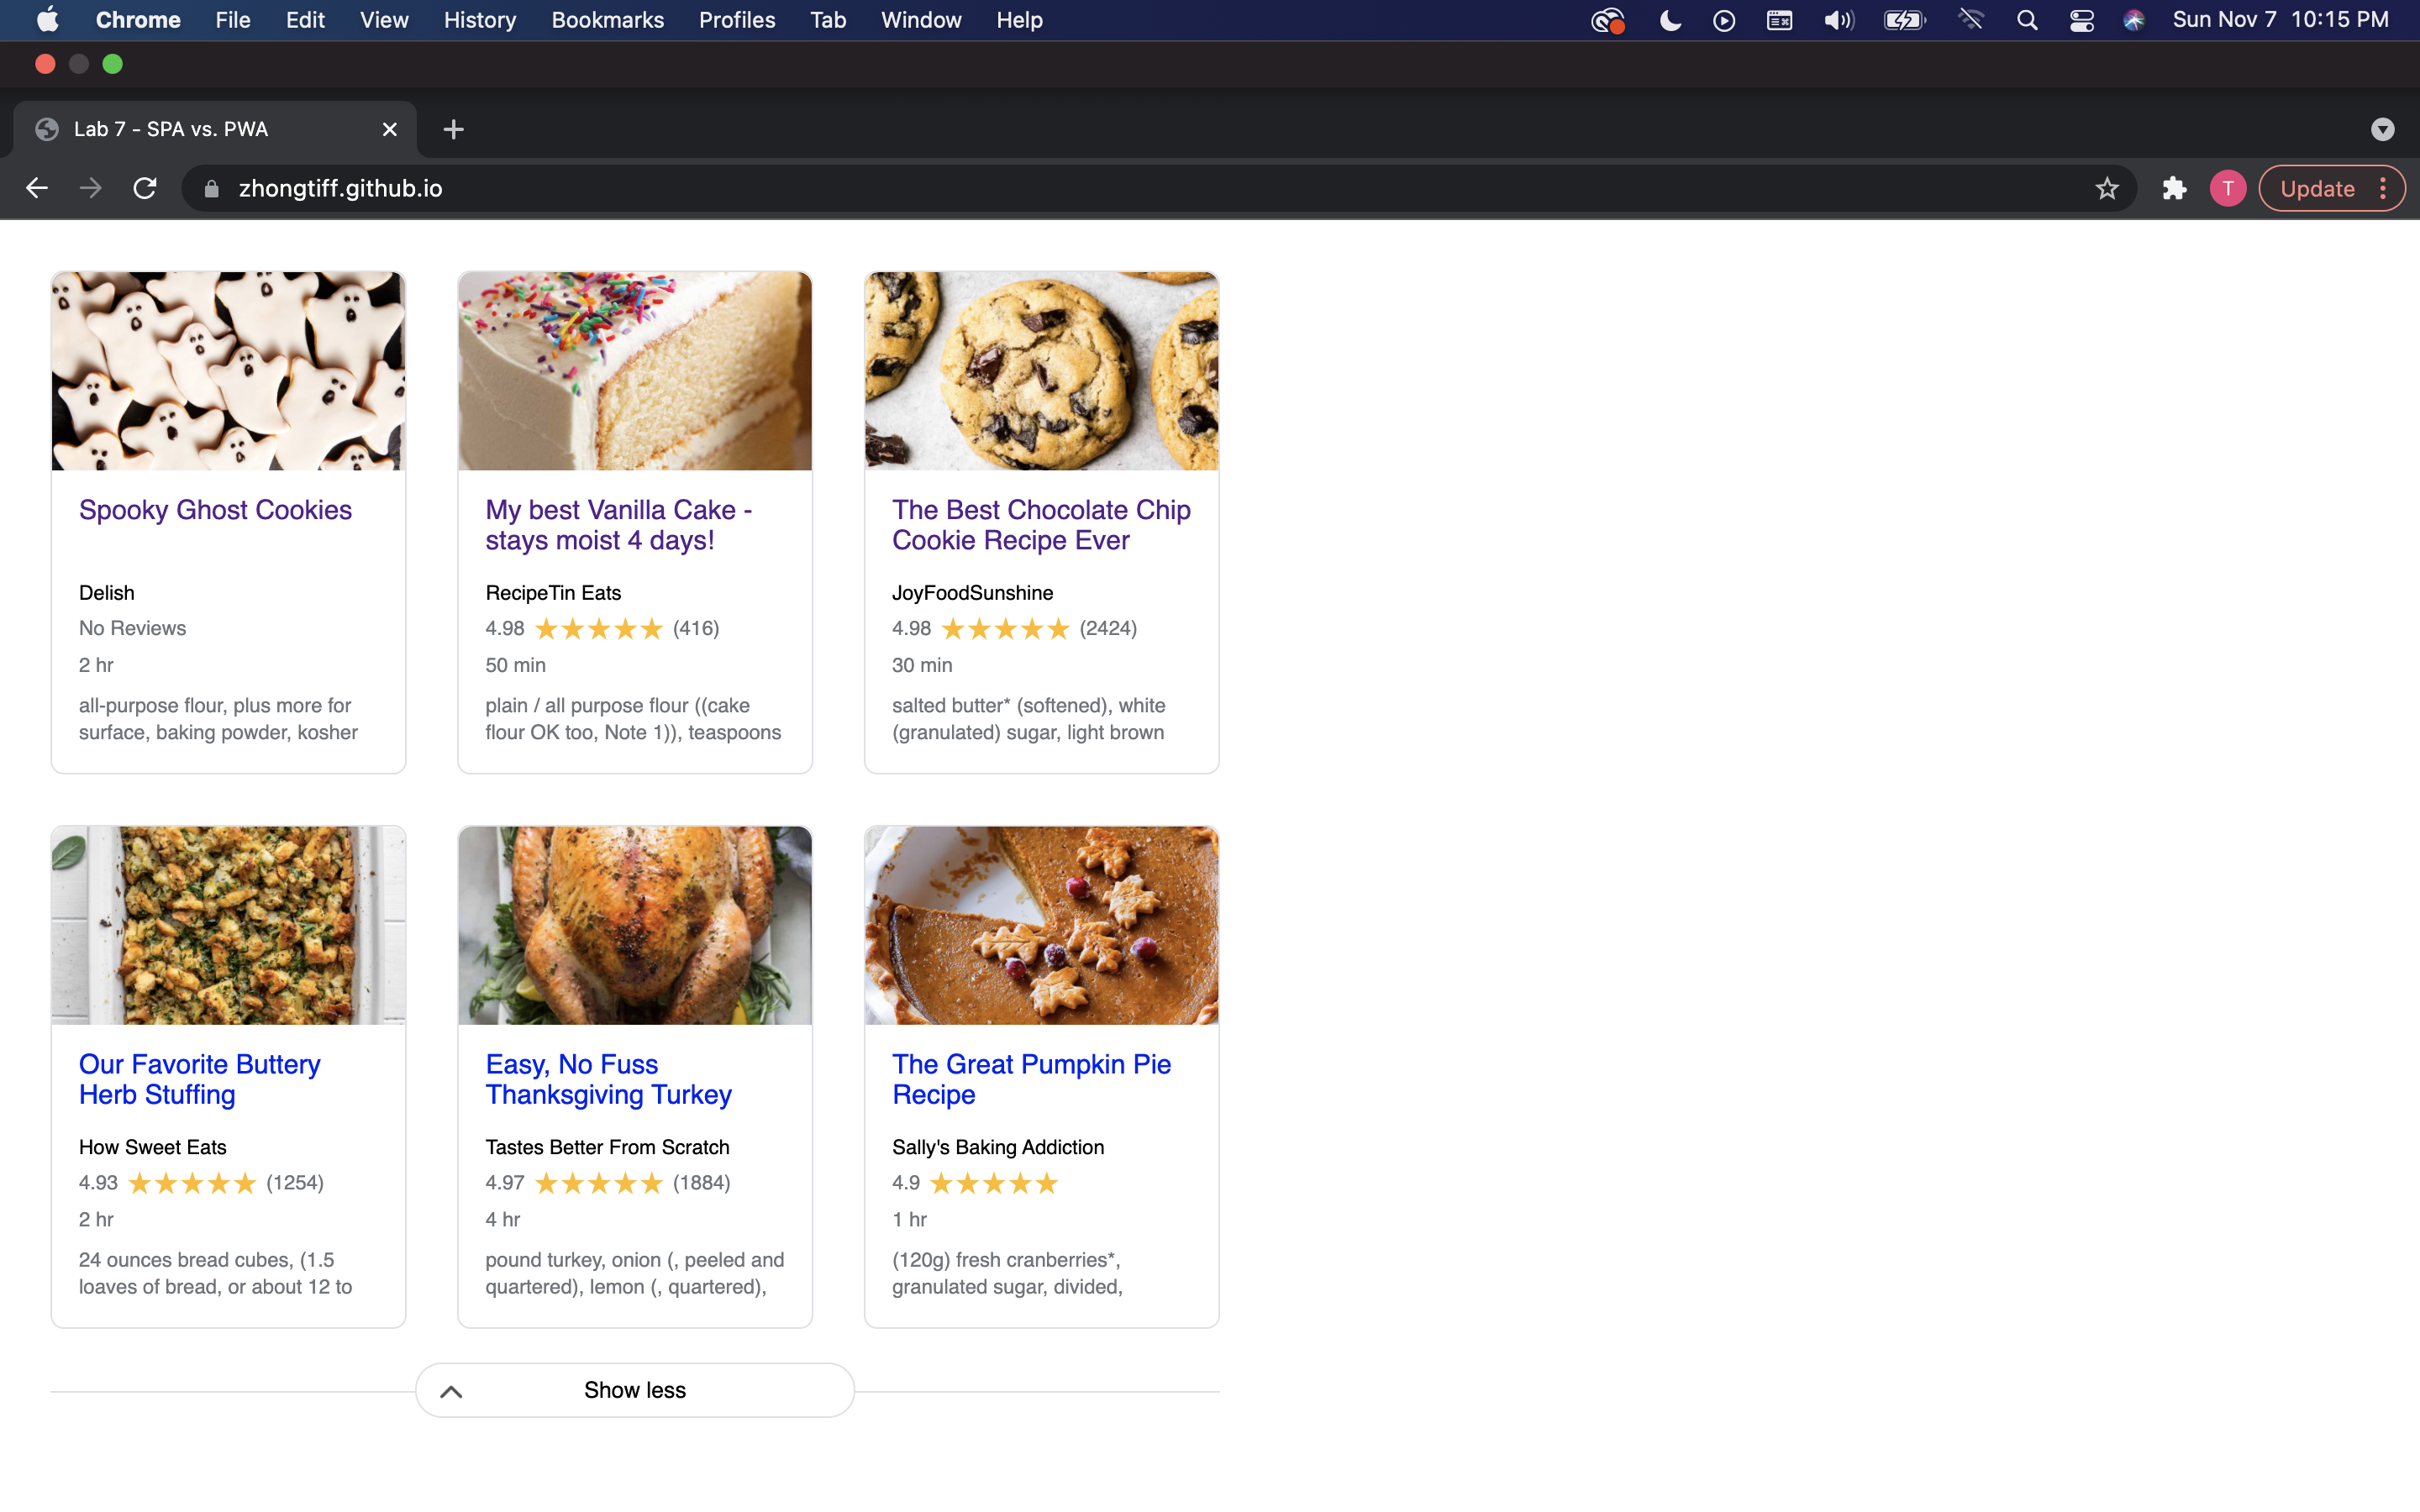 Chrome File Edit View History Bookmarks Profiles Tab Window Help Sun Nov 7 10:15 PM
Lab 7 - SPA vs. PWA
zhongtiff.github.io T Update
Spooky Ghost Cookies
Delish
No Reviews
2 hr
all-purpose flour, plus more for
surface, baking powder, kosher
My best Vanilla Cake -
stays moist 4 days!
RecipeTin Eats
4.98 (416)
50 min
plain / all purpose flour ((cake
flour OK too, Note 1)), teaspoons
The Best Chocolate Chip
Cookie Recipe Ever
JoyFoodSunshine
4.98 (2424)
30 min
salted butter* (softened), white
(granulated) sugar, light brown
Our Favorite Buttery
Herb Stuffing
How Sweet Eats
4.93 (1254)
2 hr
24 ounces bread cubes, (1.5
loaves of bread, or about 12 to
Easy, No Fuss
Thanksgiving Turkey
Tastes Better From Scratch
4.97 (1884)
4 hr
pound turkey, onion (, peeled and
quartered), lemon (, quartered),
The Great Pumpkin Pie
Recipe
Sally's Baking Addiction
4.9
1 hr
(120g) fresh cranberries*,
granulated sugar, divided,
Show less